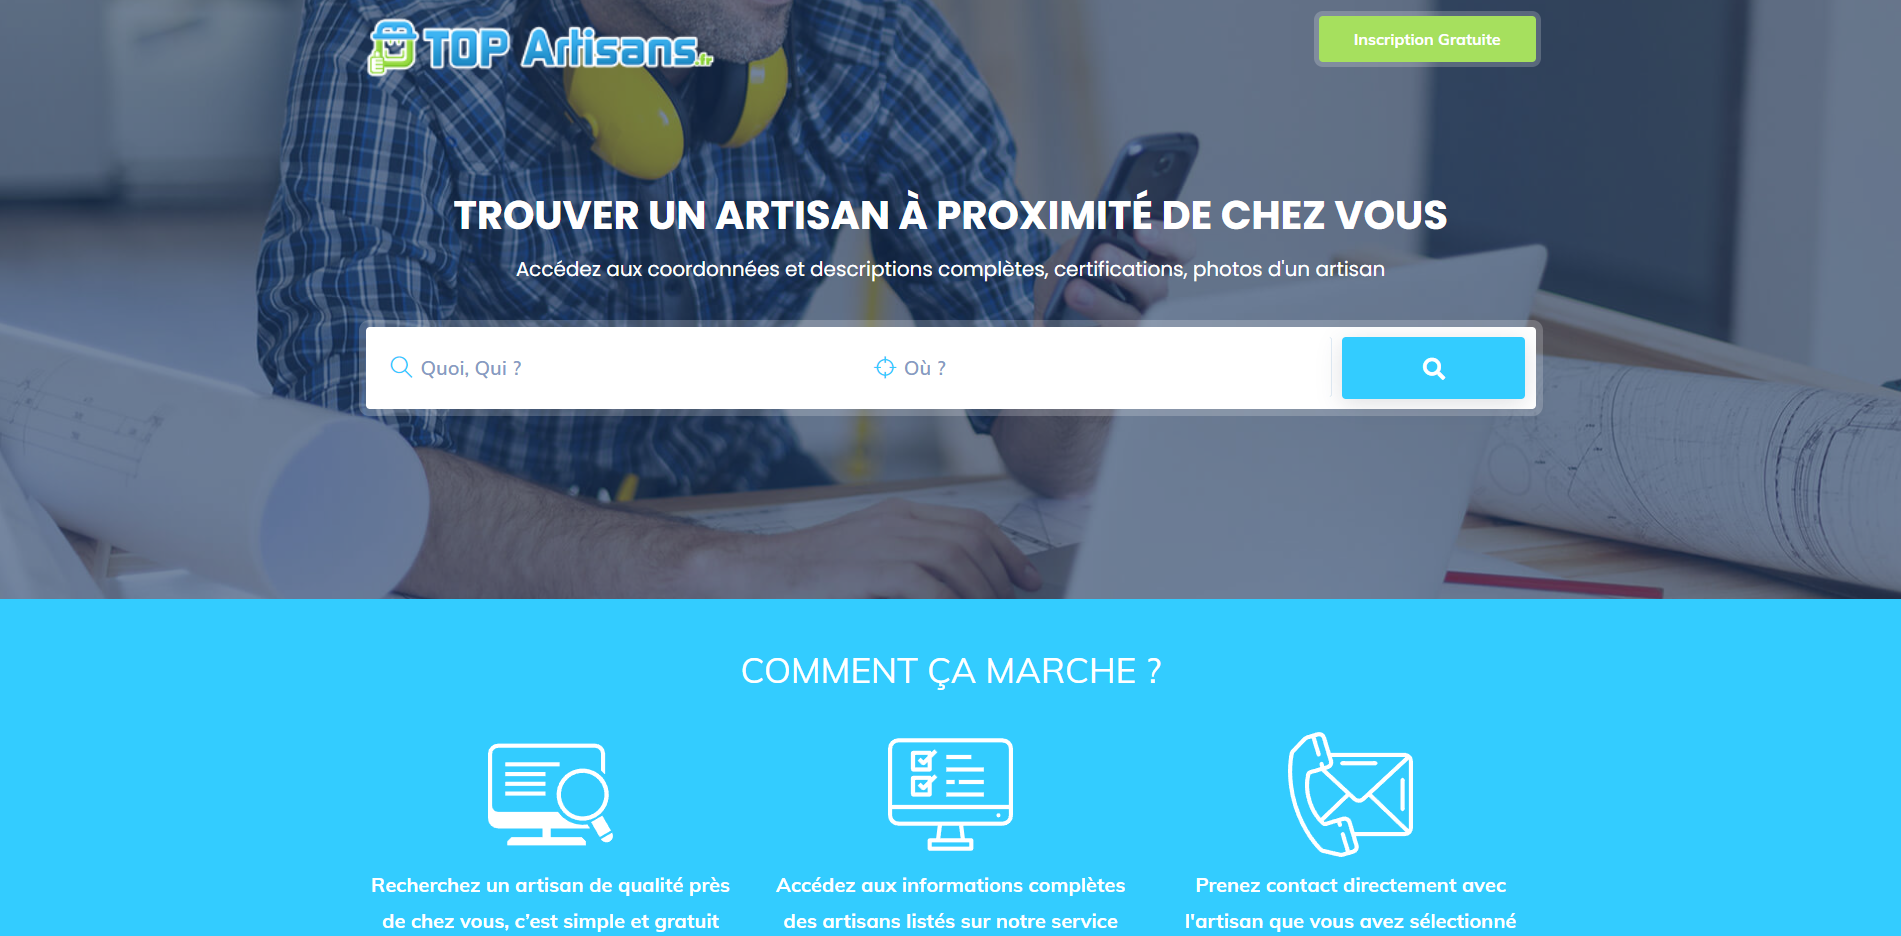 TOP Artisans.fr
Inscription Gratuite
TROUVER UN ARTISAN À PROXIMITÉ DE CHEZ VOUS
Accédez aux coordonnées et descriptions complètes, certifications, photos d'un artisan
Quoi, Qui ?
Où ?
COMMENT ÇA MARCHE ?
Recherchez un artisan de qualité près
de chez vous, c’est simple et gratuit
Accédez aux informations complètes
des artisans listés sur notre service
Prenez contact directement avec
l'artisan que vous avez sélectionné